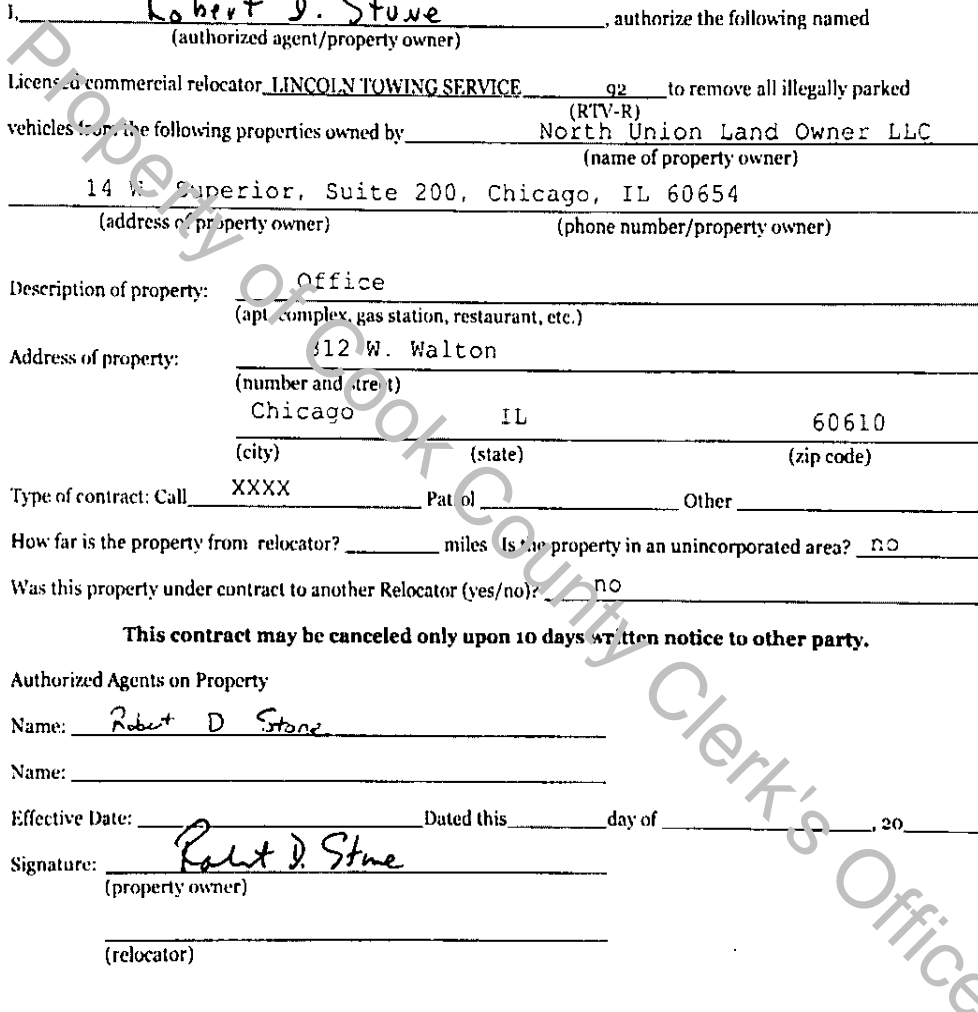 I, Robert D. Stone, authorize the following named
(authorized agent/property owner)
Licensed commercial relocator LINCOLN TOWING SERVICE 92 to remove all illegally parked
(RTV-R)
vehicles from the following properties owned by North Union Land Owner LLC
(name of property owner)
14 W. Superior, Suite 200, Chicago, IL 60654
(address of property owner) (phone number/property owner)
Description of property: Office
(apt. complex, gas station, restaurant, etc.)
Address of property: W. Walton
(number and street)
Chicago IL 60610
(city) (state) (zip code)
Type of contract: Call XXXX Patrol Other
How far is the property from relocator? miles Is the property in an unincorporated area? no
Was this property under contract to another Relocator (yes/no)? no
This contract may be canceled only upon 10 days written notice to other party.
Authorized Agents on Property
Name: Robert D Stone
Name:
Effective Date: Dated this day of , 20
Signature: Robert D. Stone
(property owner)
(relocator)
Property of Cook County Clerk's Office